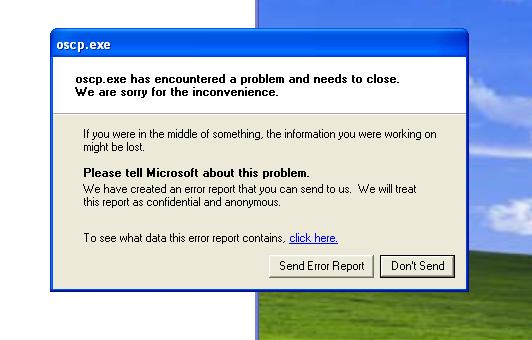 oscp.exe
oscp.exe has encountered a problem and needs to close.
We are sorry for the inconvenience.
If you were in the middle of something, the information you were working on
might be lost.
Please tell Microsoft about this problem.
We have created an error report that you can send to us.  We will treat
this report as confidential and anonymous.
To see what data this error report contains, click here.
Send Error Report
Don't Send